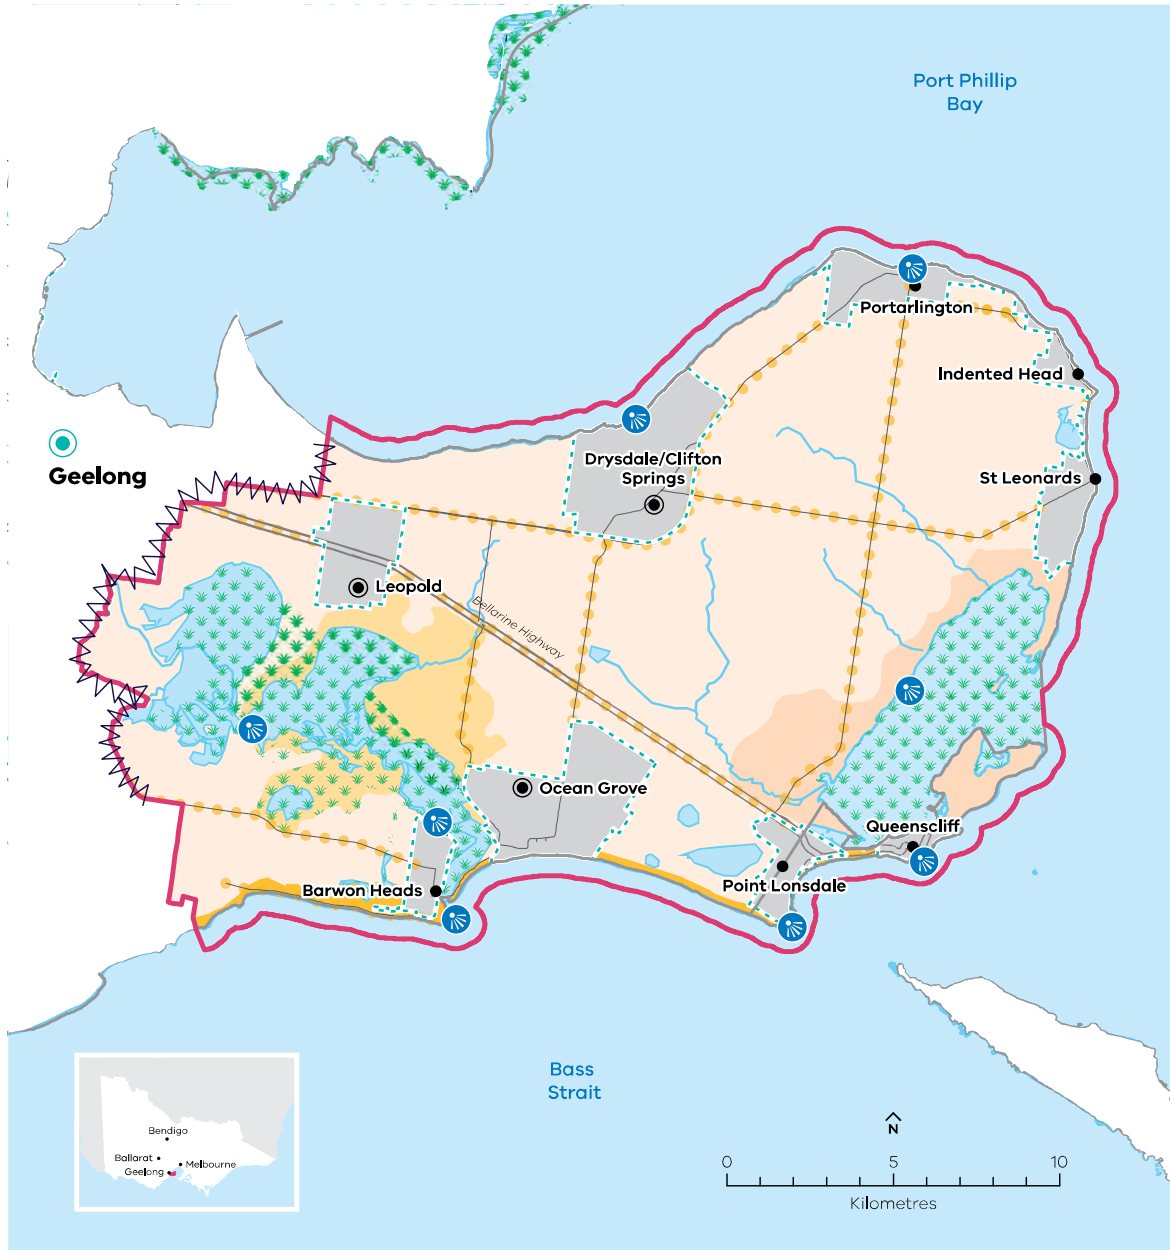 Port Phillip
Bay
Portarlington
Indented Head
Geelong
Drysdale/Clifton
Springs
St Leonards
Leopold
Bellarine Highway
Ocean Grove
Queenscliff
Point Lonsdale
Barwon Heads
Bass
Strait
N
0 5 10
Kilometres
Bendigo
Ballarat
Melbourne
Geelong